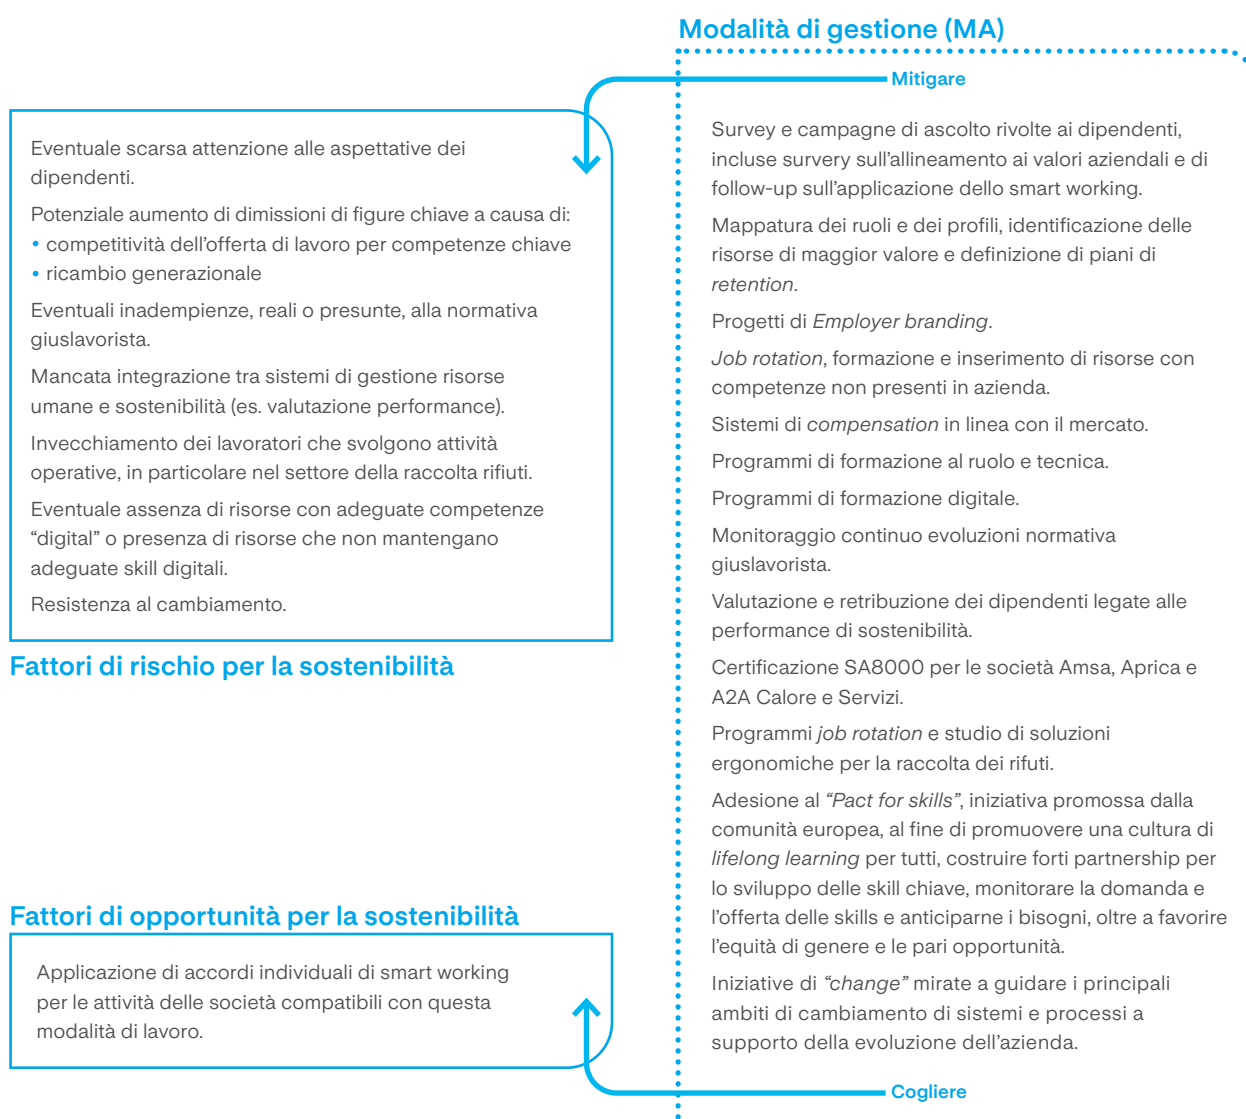 Modalità di gestione (MA)
Mitigare
Eventuale scarsa attenzione alle aspettative dei
dipendenti.
Potenziale aumento di dimissioni di figure chiave a causa di:
• competitività dell'offerta di lavoro per competenze chiave
• ricambio generazionale
Eventuali inadempienze, reali o presunte, alla normativa
giuslavorista.
Mancata integrazione tra sistemi di gestione risorse
umane e sostenibilità (es. valutazione performance).
Invecchiamento dei lavoratori che svolgono attività
operative, in particolare nel settore della raccolta rifiuti.
Eventuale assenza di risorse con adeguate competenze
“digital” o presenza di risorse che non mantengano
adeguate skill digitali.
Resistenza al cambiamento.
Fattori di rischio per la sostenibilità
Fattori di opportunità per la sostenibilità
Applicazione di accordi individuali di smart working
per le attività delle società compatibili con questa
modalità di lavoro.
Survey e campagne di ascolto rivolte ai dipendenti,
incluse survery sull'allineamento ai valori aziendali e di
follow-up sull'applicazione dello smart working.
Mappatura dei ruoli e dei profili, identificazione delle
risorse di maggior valore e definizione di piani di
retention.
Progetti di Employer branding.
Job rotation, formazione e inserimento di risorse con
competenze non presenti in azienda.
Sistemi di compensation in linea con il mercato.
Programmi di formazione al ruolo e tecnica.
Programmi di formazione digitale.
Monitoraggio continuo evoluzioni normativa
giuslavorista.
Valutazione e retribuzione dei dipendenti legate alle
performance di sostenibilità.
Certificazione SA8000 per le società Amsa, Aprica e
A2A Calore e Servizi.
Programmi job rotation e studio di soluzioni
ergonomiche per la raccolta dei rifuti.
Adesione al “Pact for skills”, iniziativa promossa dalla
comunità europea, al fine di promuovere una cultura di
lifelong learning per tutti, costruire forti partnership per
lo sviluppo delle skill chiave, monitorare la domanda e
l'offerta delle skills e anticiparne i bisogni, oltre a favorire
l'equità di genere e le pari opportunità.
Iniziative di “change” mirate a guidare i principali
ambiti di cambiamento di sistemi e processi a
supporto della evoluzione dell'azienda.
Cogliere